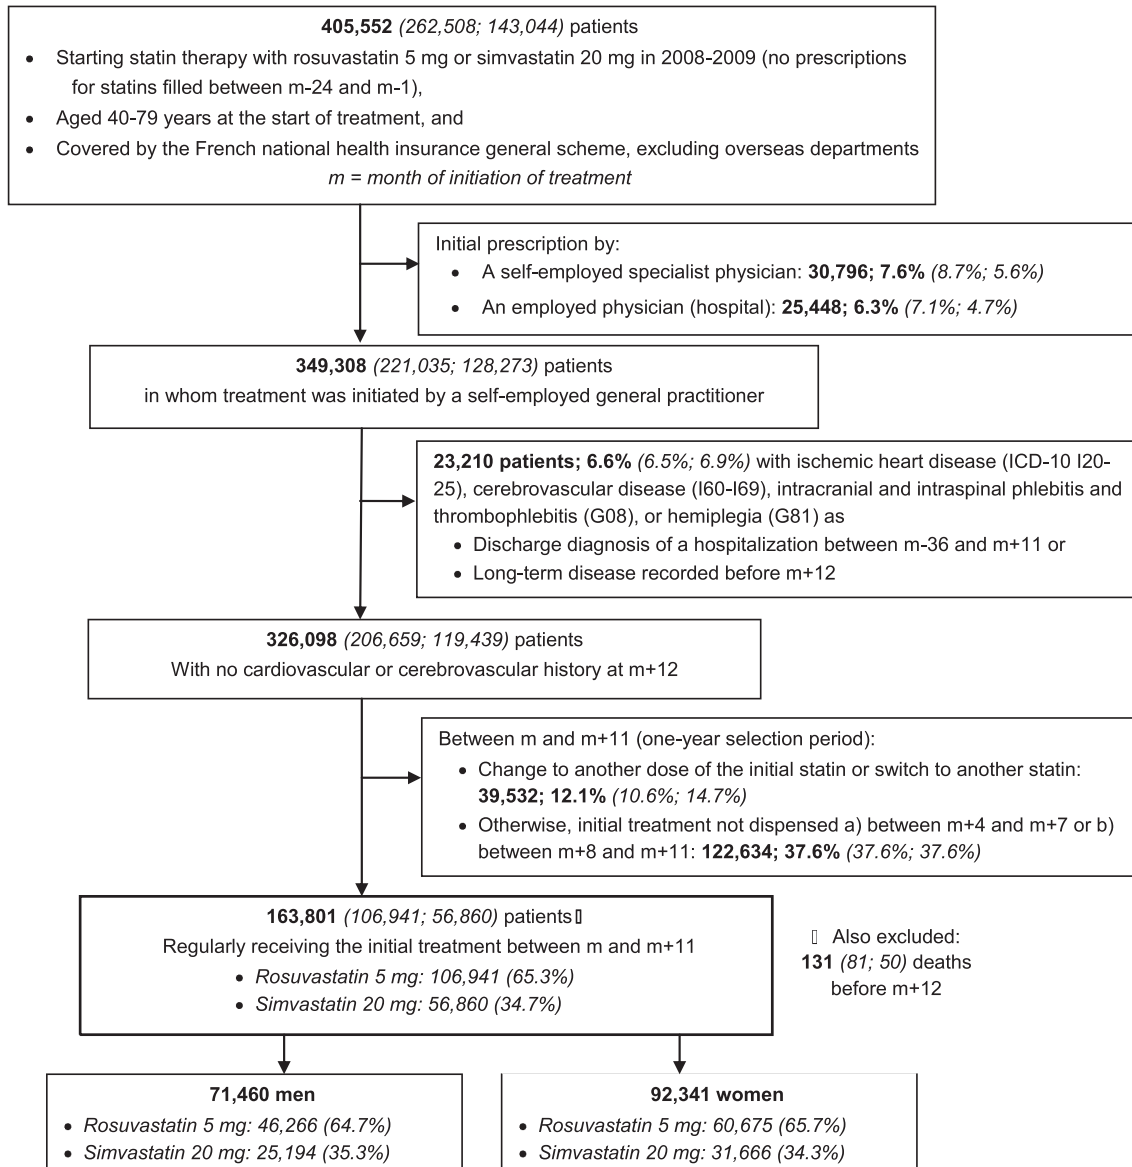 405,552 (262,508; 143,044) patients
• Starting statin therapy with rosuvastatin 5 mg or simvastatin 20 mg in 2008-2009 (no prescriptions
for statins filled between m-24 and m-1),
• Aged 40-79 years at the start of treatment, and
• Covered by the French national health insurance general scheme, excluding overseas departments
m = month of initiation of treatment
Initial prescription by:
• A self-employed specialist physician: 30,796; 7.6% (8.7%; 5.6%)
• An employed physician (hospital): 25,448; 6.3% (7.1%; 4.7%)
349,308 (221,035; 128,273) patients
in whom treatment was initiated by a self-employed general practitioner
23,210 patients; 6.6% (6.5%; 6.9%) with ischemic heart disease (ICD-10 I20-
25), cerebrovascular disease (I60-I69), intracranial and intraspinal phlebitis and
thrombophlebitis (G08), or hemiplegia (G81) as
• Discharge diagnosis of a hospitalization between m-36 and m+11 or
• Long-term disease recorded before m+12
326,098 (206,659; 119,439) patients
With no cardiovascular or cerebrovascular history at m+12
Between m and m+11 (one-year selection period):
• Change to another dose of the initial statin or switch to another statin:
39,532; 12.1% (10.6%; 14.7%)
• Otherwise, initial treatment not dispensed a) between m+4 and m+7 or b)
between m+8 and m+11: 122,634; 37.6% (37.6%; 37.6%)
163,801 (106,941; 56,860) patients▯
Regularly receiving the initial treatment between m and m+11
• Rosuvastatin 5 mg: 106,941 (65.3%)
• Simvastatin 20 mg: 56,860 (34.7%)
▯ Also excluded:
131 (81; 50) deaths
before m+12
71,460 men
• Rosuvastatin 5 mg: 46,266 (64.7%)
• Simvastatin 20 mg: 25,194 (35.3%)
92,341 women
• Rosuvastatin 5 mg: 60,675 (65.7%)
• Simvastatin 20 mg: 31,666 (34.3%)